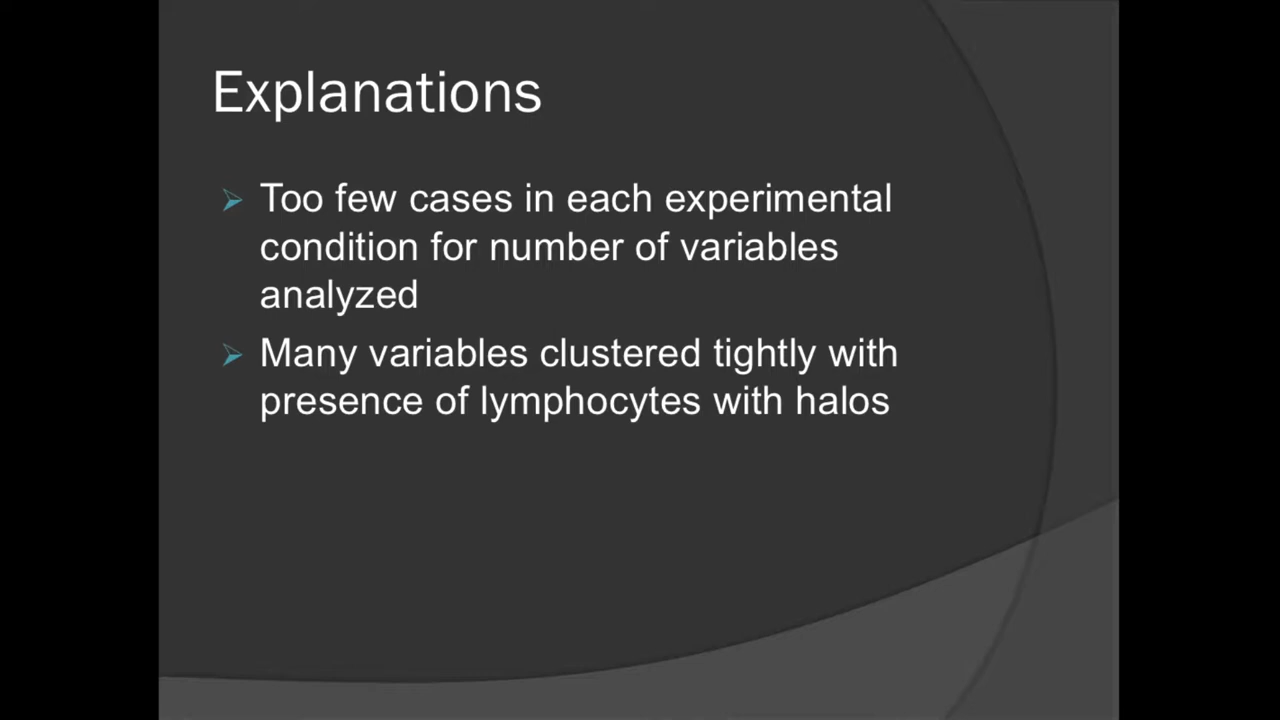 Explanations
Too few cases in each experimental
condition for number of variables
analyzed
Many variables clustered tightly with
presence of lymphocytes with halos